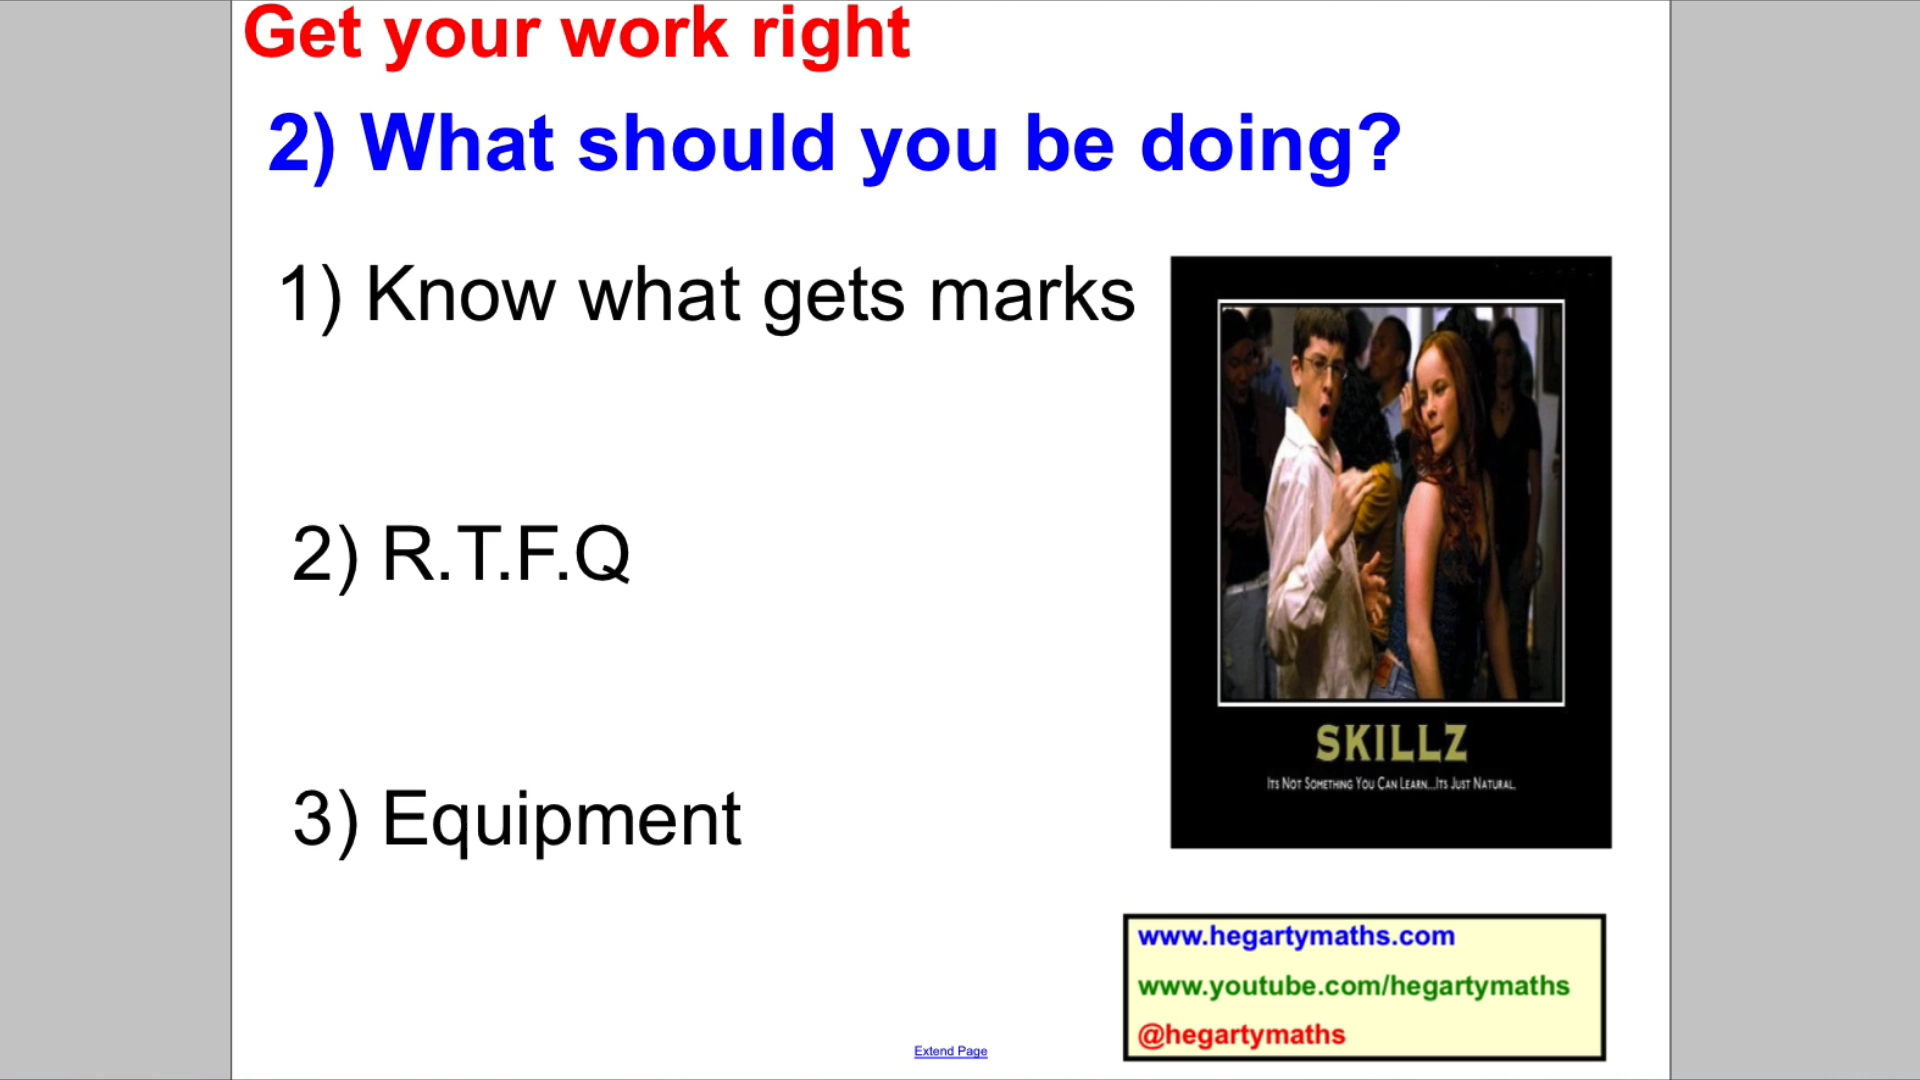 Get your work right
2) What should you be doing?
1) Know what gets marks
2) R.T.F.Q
3) Equipment
SKILLZ
ITS NOT SOMETHING YOU CAN LEARN...ITS JUST NATURAL.
www.hegartymaths.com
www.youtube.com/hegartymaths
@hegartymaths
Extend Page